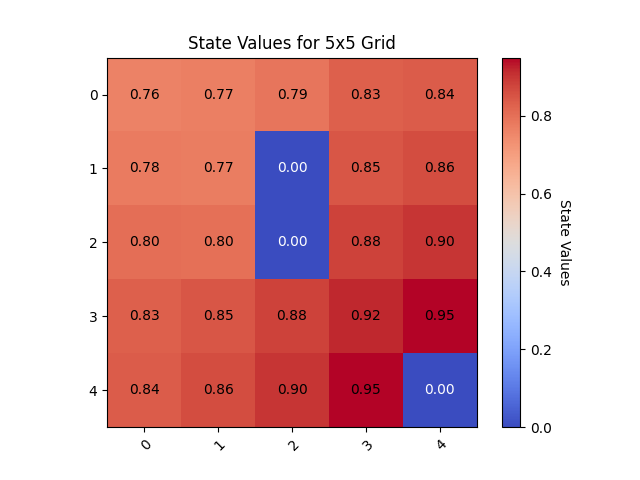 State Values for 5x5 Grid
0 0.76 0.77 0.79 0.83 0.84
1 0.78 0.77 0.00 0.85 0.86
2 0.80 0.80 0.00 0.88 0.90
3 0.83 0.85 0.88 0.92 0.95
4 0.84 0.86 0.90 0.95 0.00
0 1 2 3 4
0.8
0.6
0.4
0.2
0.0
State Values